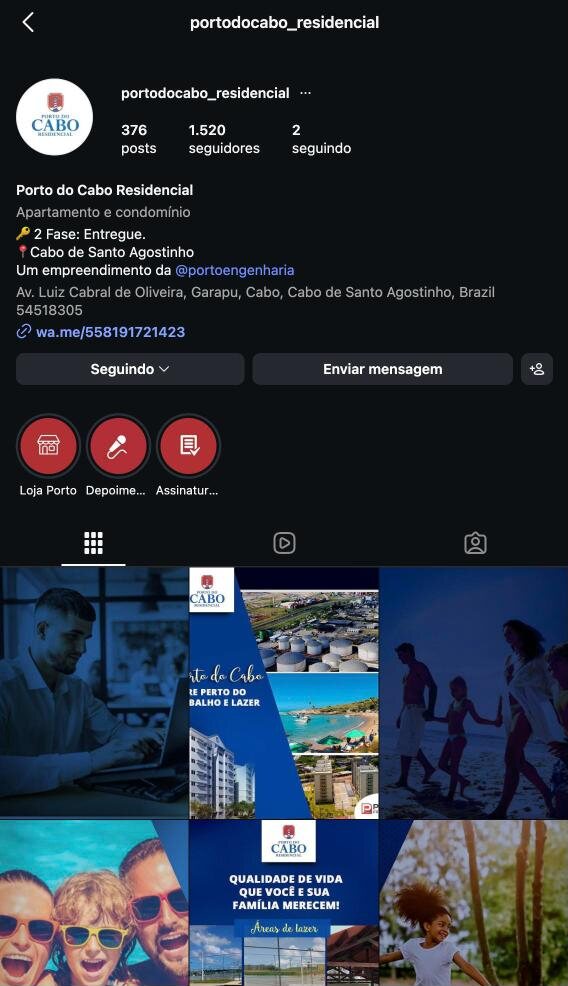 portodocabo_residencial
portodocabo_residencial ...
376 1.520 2
posts seguidores seguindo
PORTO DO
CABO
RESIDENCIAL
Porto do Cabo Residencial
Apartamento e condomínio
🔑 2 Fase: Entregue.
📍Cabo de Santo Agostinho
Um empreendimento da @portoengenharia
Av. Luiz Cabral de Oliveira, Garapu, Cabo, Cabo de Santo Agostinho, Brazil
54518305
wa.me/558191721423
Seguindo
Enviar mensagem
Loja Porto Depoime... Assinatur...
PORTO DO
CABO
RESIDENCIAL
rto do Cabo
RE PERTO DO
BALHO E LAZER
PORTO DO
CABO
RESIDENCIAL
QUALIDADE DE VIDA
QUE VOCÊ E SUA
FAMÍLIA MERECEM!
Áreas de lazer